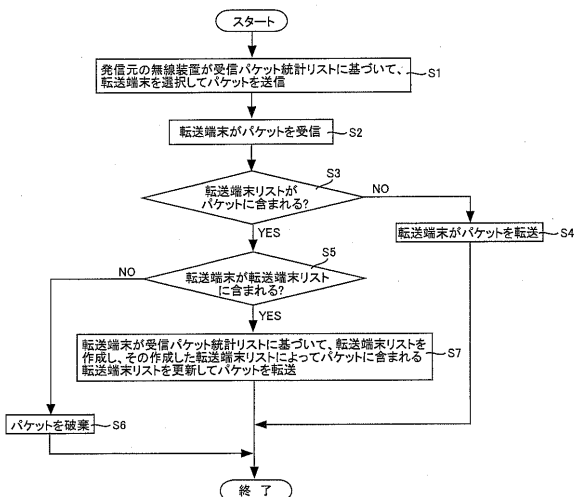 スタート
発信元の無線装置が受信パケット統計リストに基づいて、
転送端末を選択してパケットを送信
S1
転送端末がパケットを受信
S2
S3
転送端末リストが
パケットに含まれる?
NO
YES
転送端末がパケットを転送
S4
S5
転送端末が転送端末リスト
に含まれる?
NO
YES
転送端末が受信パケット統計リストに基づいて、転送端末リストを
作成し、その作成した転送端末リストによってパケットに含まれる
転送端末リストを更新してパケットを転送
S7
パケットを破棄
S6
終了